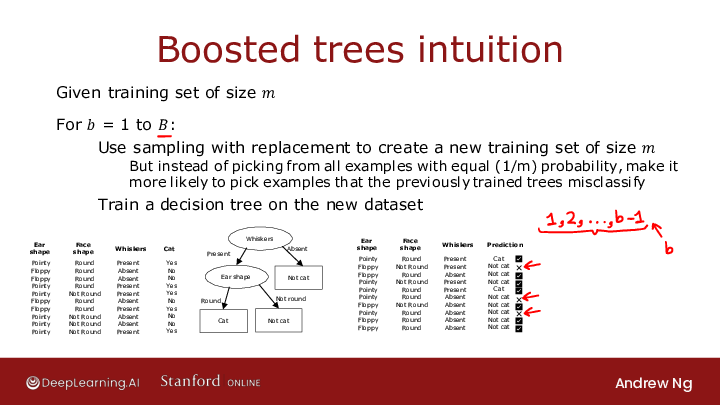 Boosted trees intuition
Given training set of size m
For b = 1 to B:
Use sampling with replacement to create a new training set of size m
But instead of picking from all examples with equal (1/m) probability, make it
more likely to pick examples that the previously trained trees misclassify
Train a decision tree on the new dataset
1,2, ...,b-1
b
Ear shape Face shape Whiskers Cat
Pointy Round Present Yes
Floppy Round Absent No
Floppy Round Absent No
Pointy Round Present Yes
Pointy Not Round Present Yes
Floppy Round Absent No
Floppy Round Present Yes
Pointy Not Round Absent No
Pointy Not Round Absent No
Pointy Not Round Present Yes
Whiskers
Present Absent
Ear shape Not cat
Round Not round
Cat Not cat
Ear shape Face shape Whiskers Prediction
Pointy Round Present Cat
Floppy Not Round Present Not cat
Floppy Round Absent Not cat
Pointy Not Round Present Not cat
Pointy Round Present Cat
Pointy Round Absent Not cat
Floppy Not Round Absent Not cat
Pointy Round Absent Not cat
Floppy Round Absent Not cat
Floppy Round Absent Not cat
DeepLearning.AI Stanford ONLINE Andrew Ng